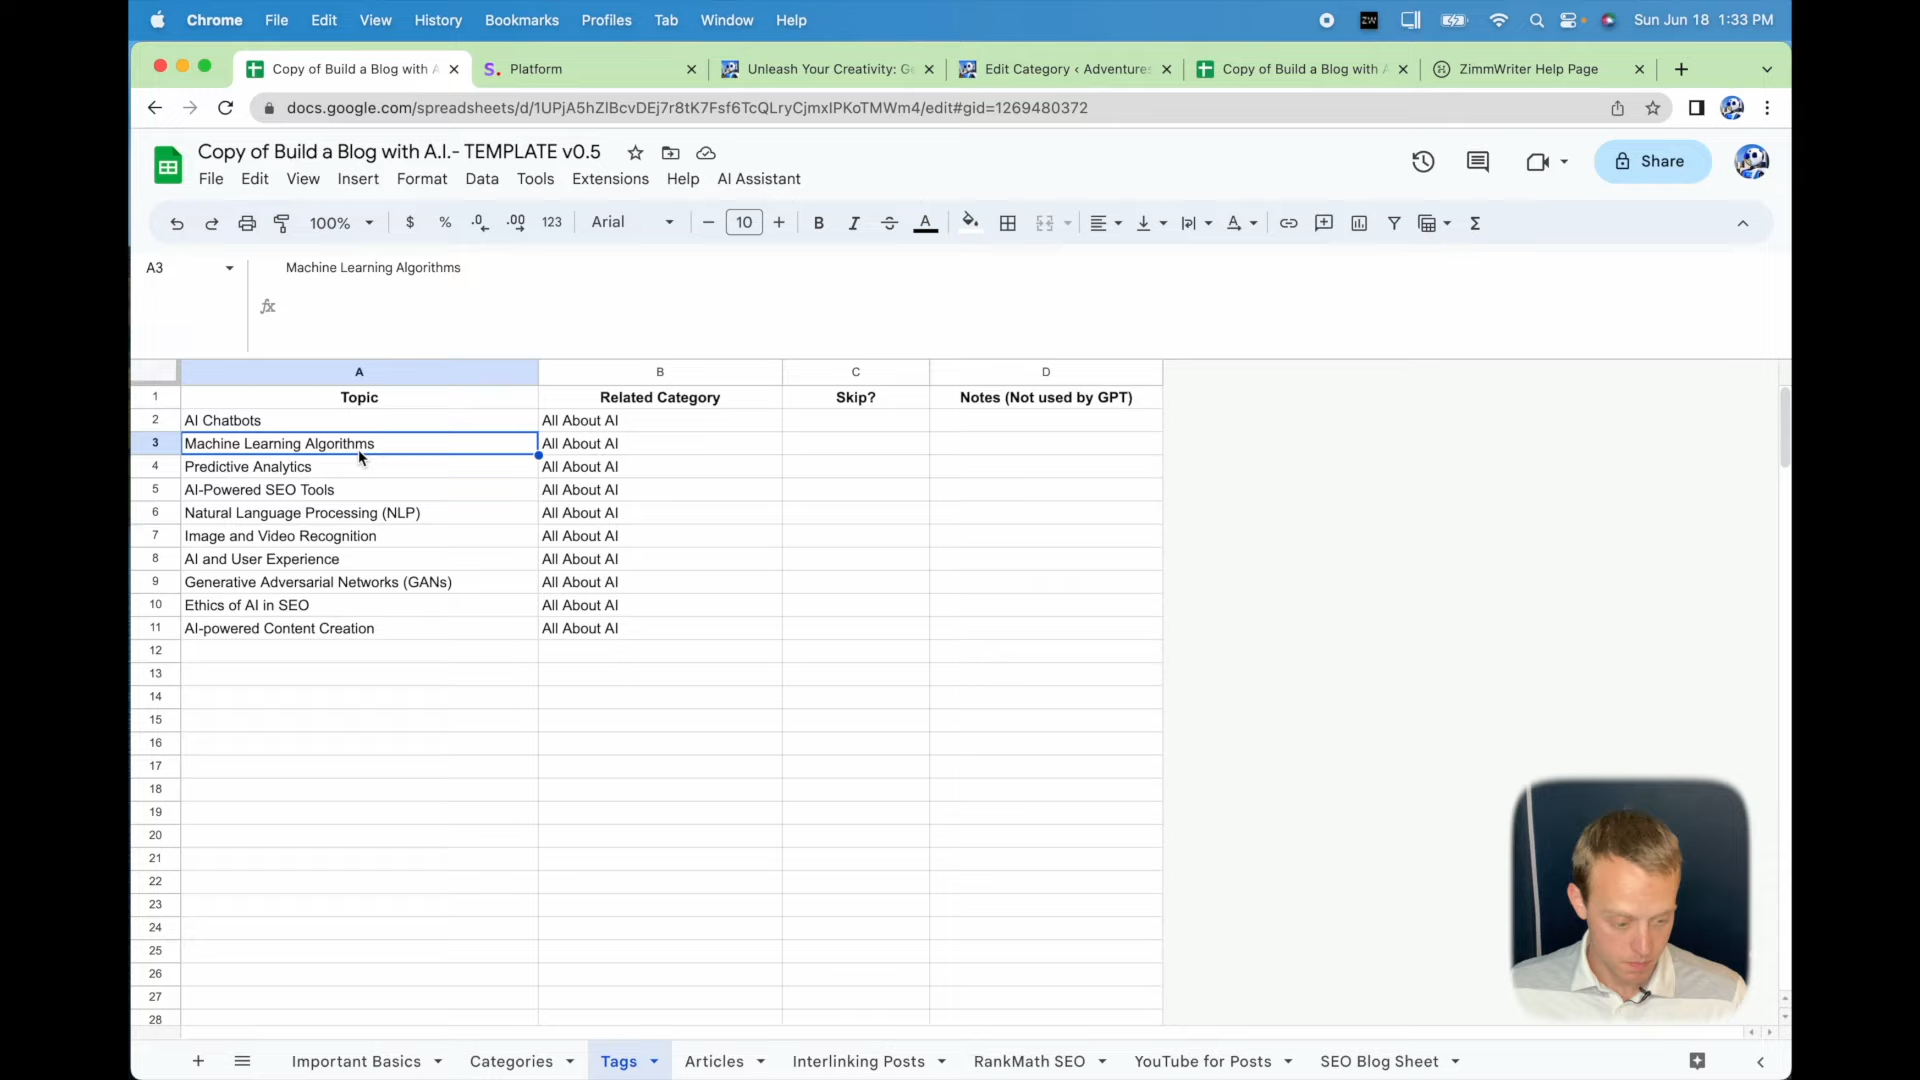 Chrome File Edit View History Bookmarks Profiles Tab Window Help ZW Sun Jun 18 1:33 PM
Copy of Build a Blog with A S. Platform Unleash Your Creativity: Ge Edit Category ‹ Adventures Copy of Build a Blog with A ZimmWriter Help Page
docs.google.com/spreadsheets/d/1UPjA5hZlBcvDEj7r8tK7Fsf6TcQLryCjmxIPKoTMWm4/edit#gid=1269480372
Copy of Build a Blog with A.I.- TEMPLATE v0.5
Share
File Edit View Insert Format Data Tools Extensions Help AI Assistant
100% $ % .0 .00 123 Arial 10 B I A
A3 Machine Learning Algorithms
fx
A B C D
1 Topic Related Category Skip? Notes (Not used by GPT)
2 AI Chatbots All About AI
3 Machine Learning Algorithms All About AI
4 Predictive Analytics All About AI
5 AI-Powered SEO Tools All About AI
6 Natural Language Processing (NLP) All About AI
7 Image and Video Recognition All About AI
8 AI and User Experience All About AI
9 Generative Adversarial Networks (GANs) All About AI
10 Ethics of AI in SEO All About AI
11 AI-powered Content Creation All About AI
12
13
14
15
16
17
18
19
20
21
22
23
24
25
26
27
28
Important Basics Categories Tags Articles Interlinking Posts RankMath SEO YouTube for Posts SEO Blog Sheet